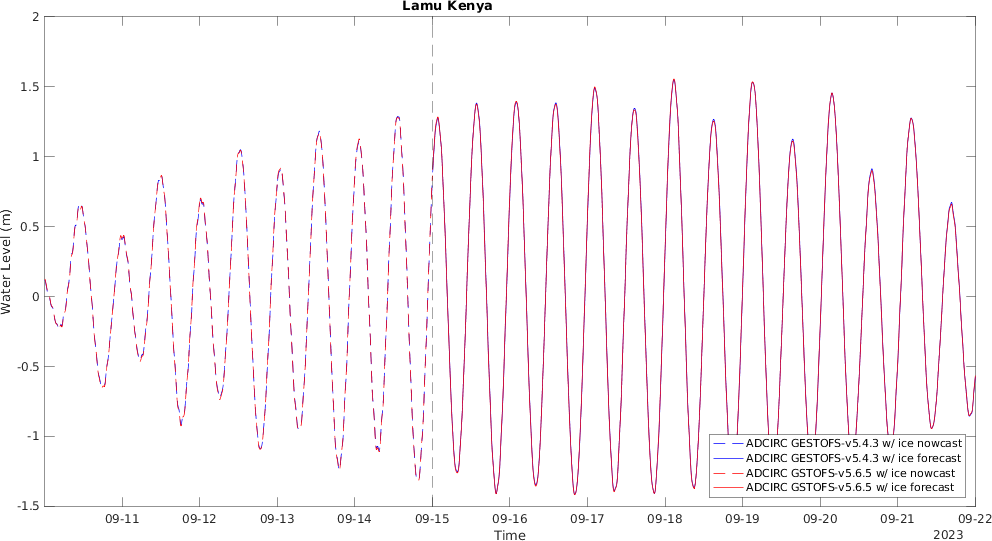 Lamu Kenya
2
1.5
1
0.5
0
-0.5
-1
-1.5
Water Level (m)
ADCIRC GESTOFS-v5.4.3 w/ ice nowcast
ADCIRC GESTOFS-v5.4.3 w/ ice forecast
ADCIRC GSTOFS-v5.6.5 w/ ice nowcast
ADCIRC GSTOFS-v5.6.5 w/ ice forecast
09-11 09-12 09-13 09-14 09-15 09-16 09-17 09-18 09-19 09-20 09-21 09-22
Time
2023